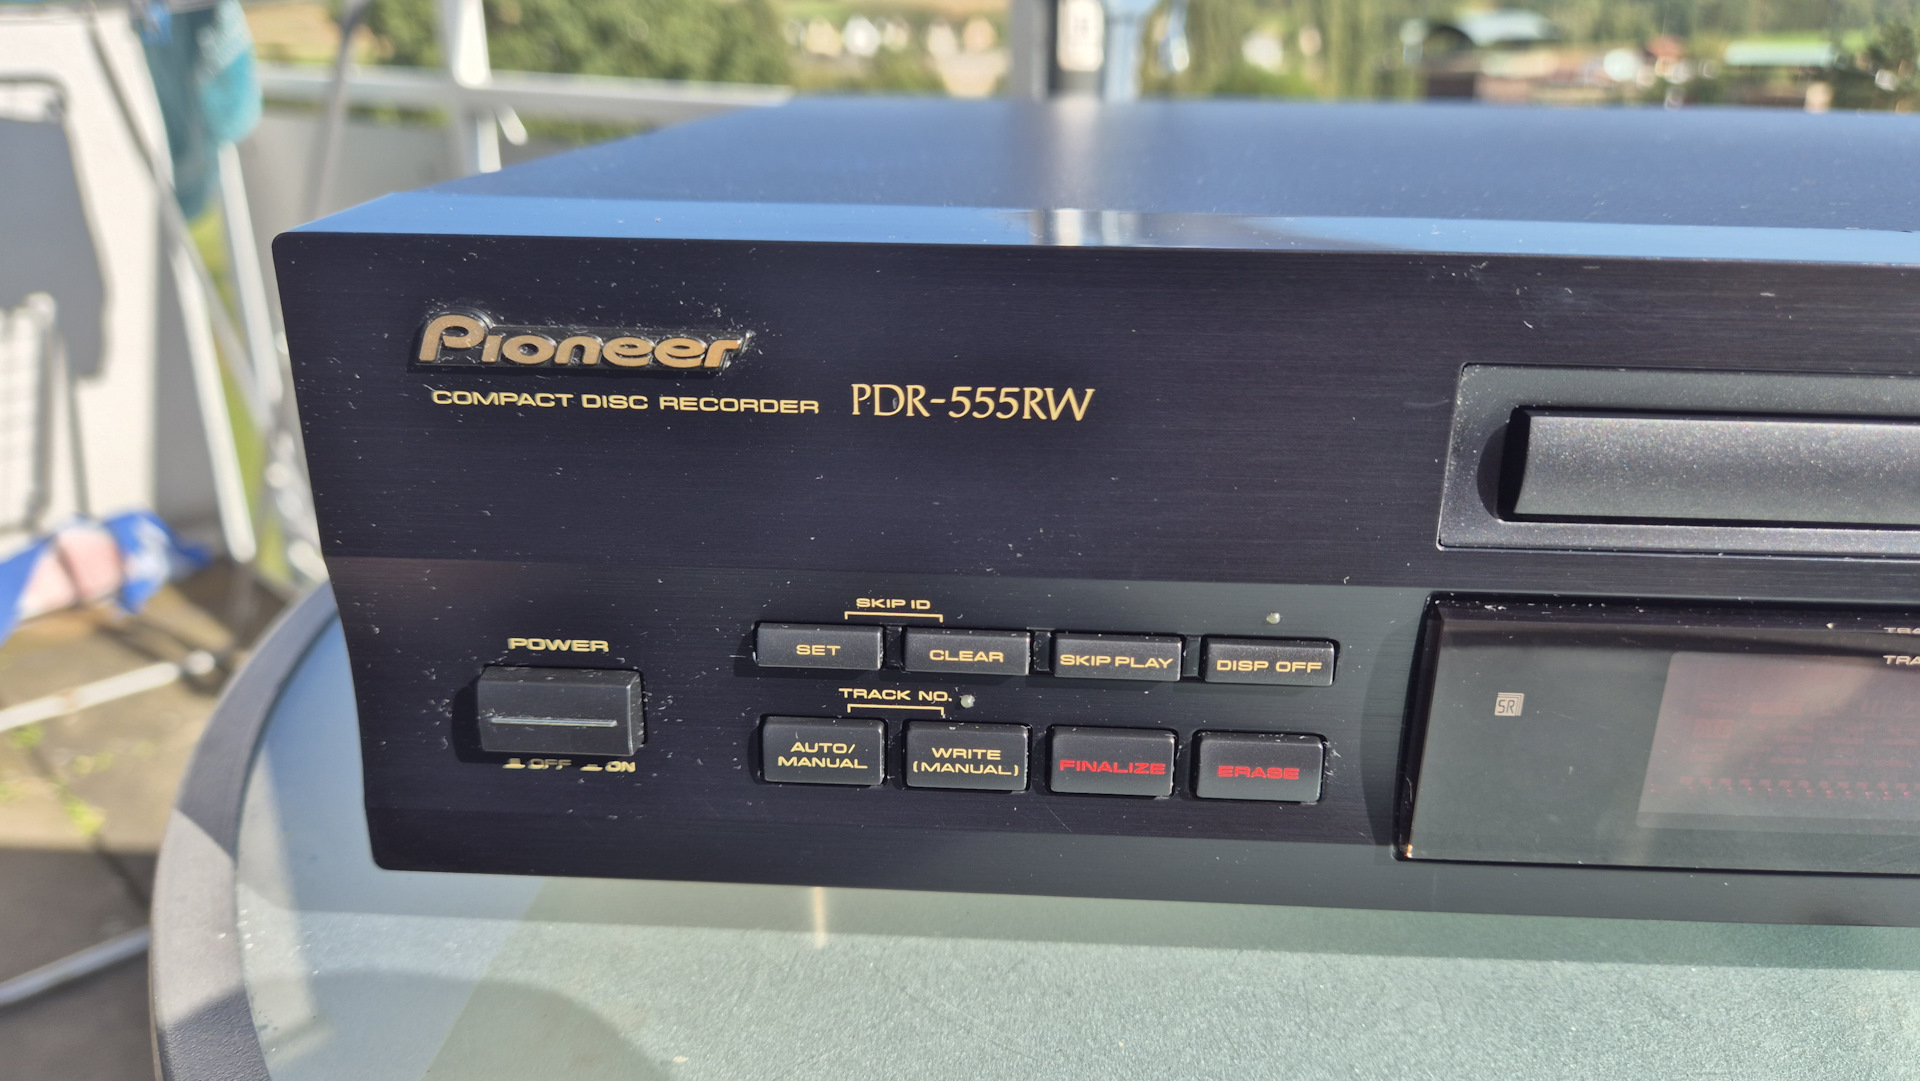 Pioneer
COMPACT DISC RECORDER PDR-555RW
SKIP ID
POWER
SET CLEAR SKIP PLAY DISP OFF
TRACK NO.
AUTO/
MANUAL
WRITE
(MANUAL)
FINALIZE
ERASE
OFF ON
SR
TRA